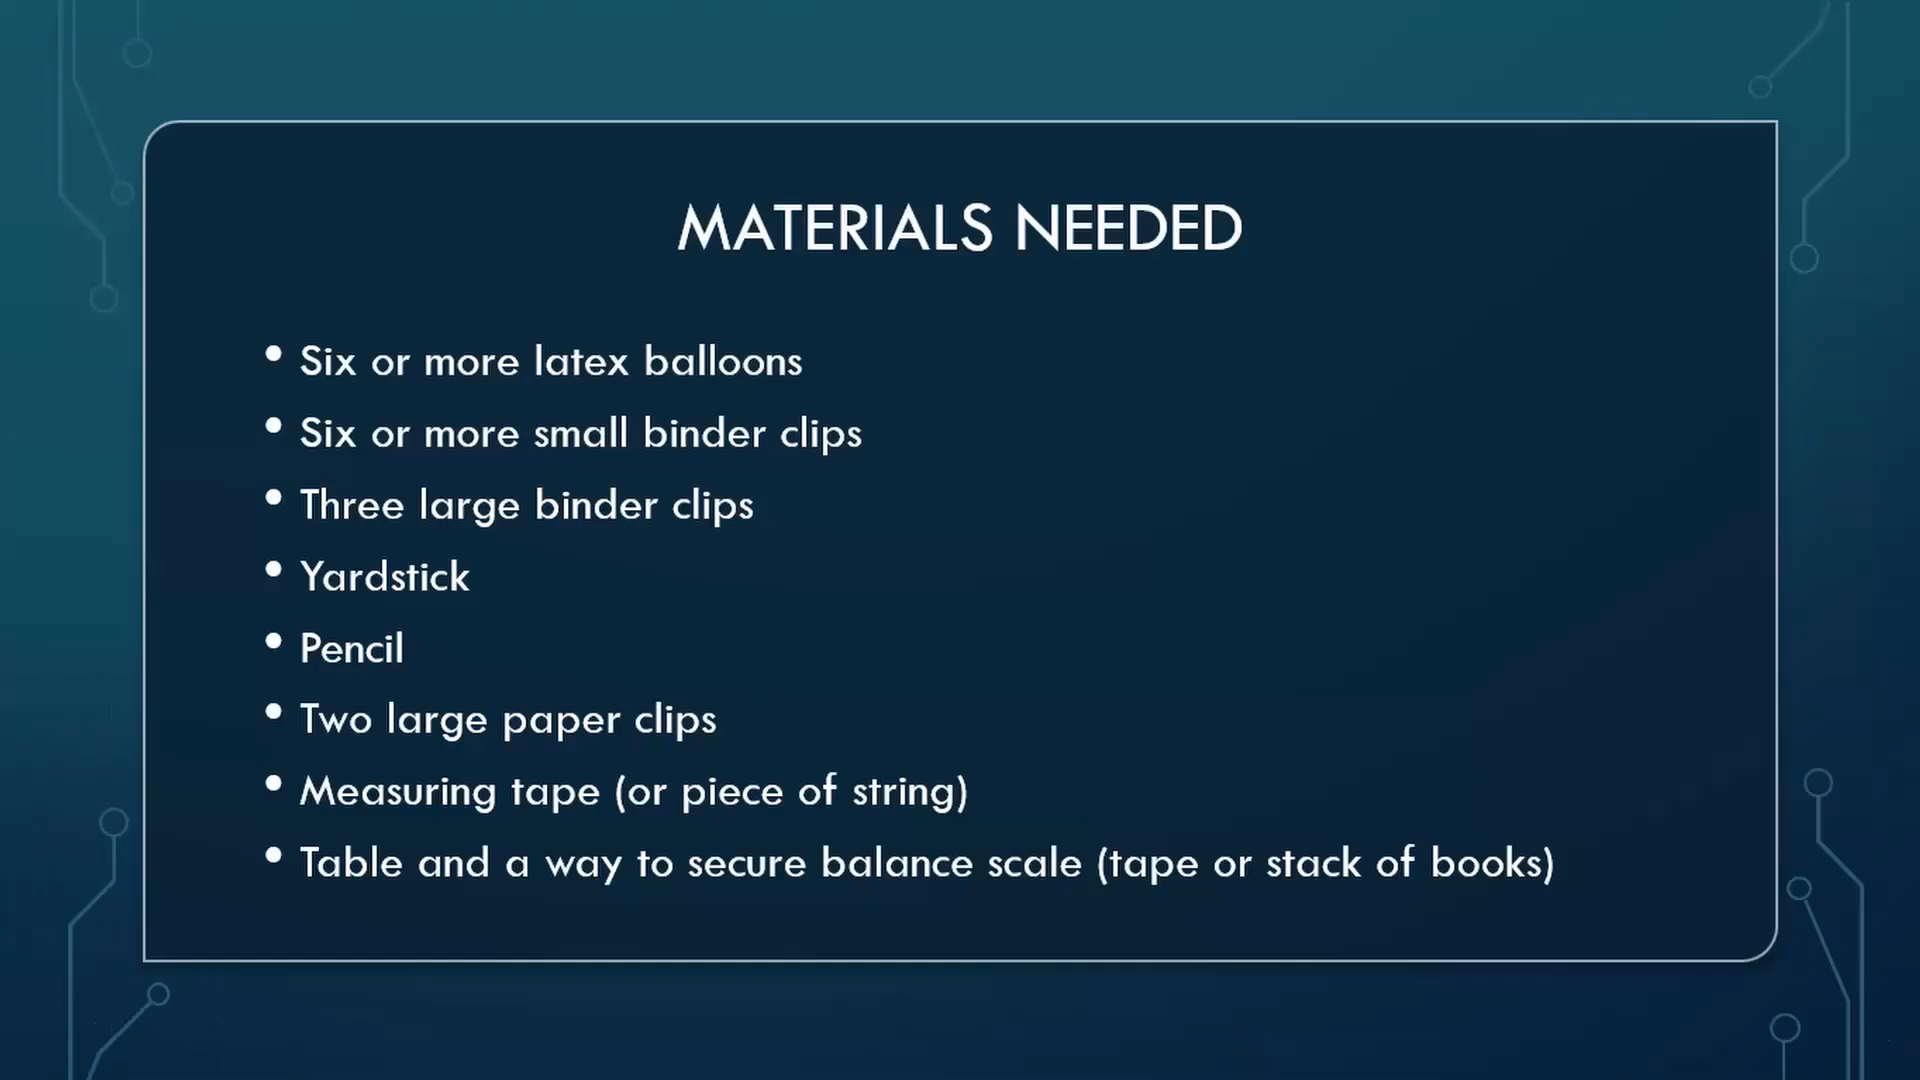 MATERIALS NEEDED
• Six or more latex balloons
• Six or more small binder clips
• Three large binder clips
• Yardstick
• Pencil
• Two large paper clips
• Measuring tape (or piece of string)
• Table and a way to secure balance scale (tape or stack of books)